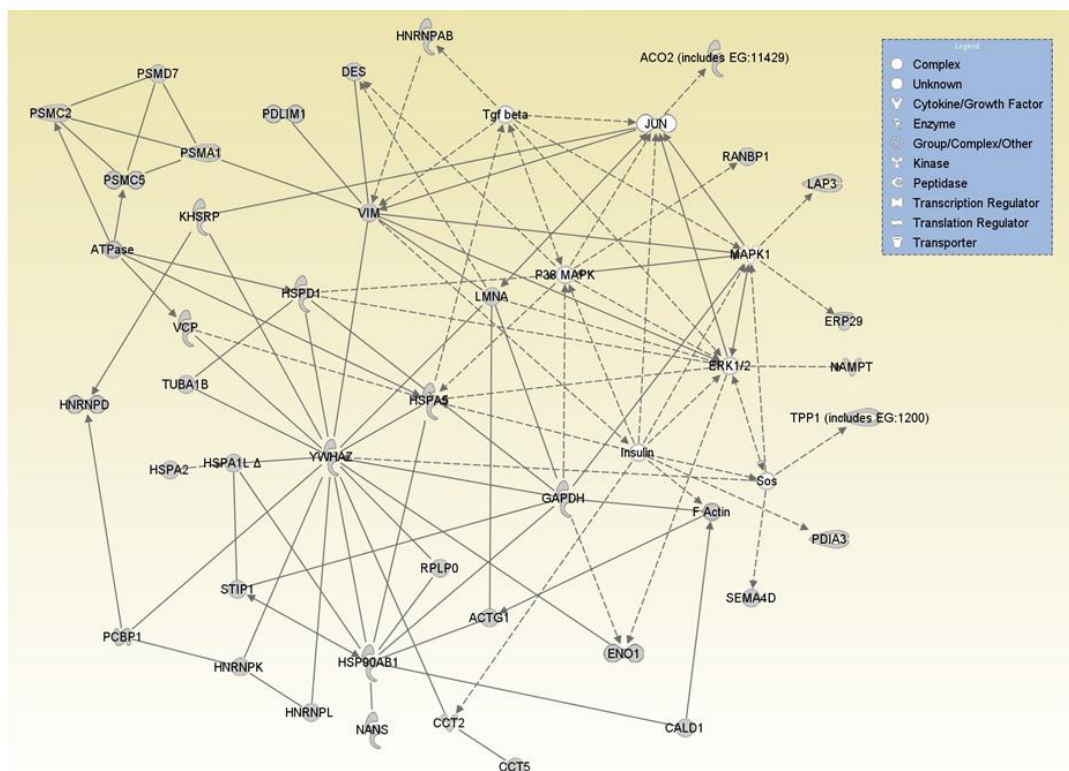 HNRNPAB
ACO2 (includes EG:11429)
PSMD7
DES
Legend
Complex
Unknown
Cytokine/Growth Factor
Enzyme
Group/Complex/Other
Kinase
Peptidase
Transcription Regulator
Translation Regulator
Transporter
PSMC2
PDLIM1
Tgf beta
JUN
PSMA1
RANBP1
PSMC5
LAP3
KHSRP
VIM
ATPase
MAPK1
P38 MAPK
HSPD1
LMNA
VCP
ERP29
ERK1/2
NAMPT
TUBA1B
HNRNPD
HSPA5
TPP1 (includes EG:1200)
HSPA2
HSPA1L Δ
YWHAZ
Insulin
Sos
GAPDH
F Actin
PDIA3
RPLP0
STIP1
SEMA4D
ACTG1
PCBP1
HNRNPK
HSP90AB1
ENO1
HNRNPL
NANS
CCT2
CALD1
CCT5